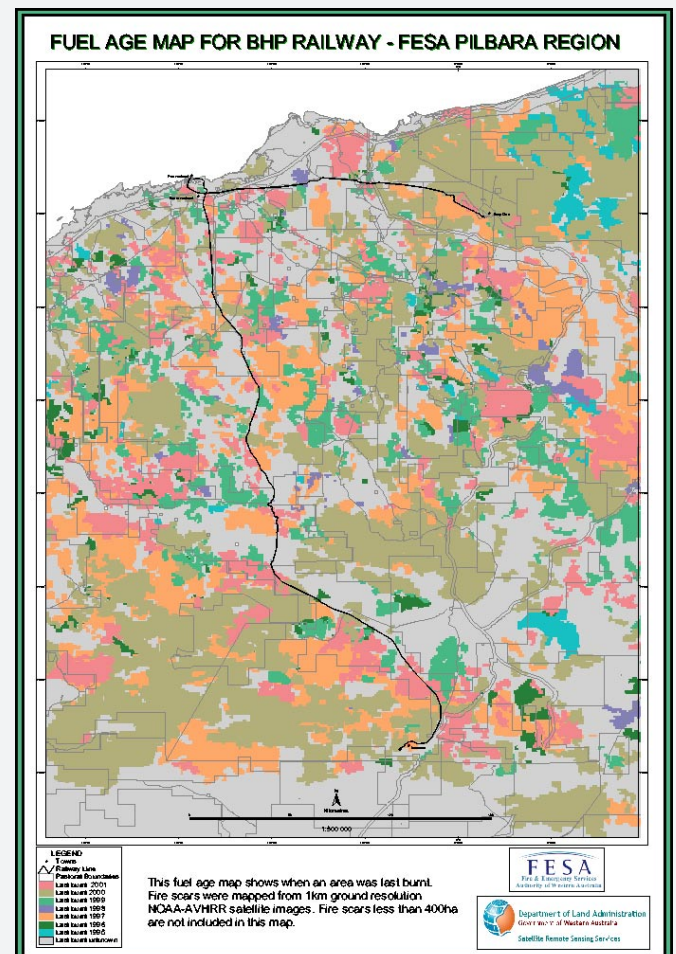 FUEL AGE MAP FOR BHP RAILWAY - FESA PILBARA REGION
Kilometres
1:500 000
LEGEND
Towns
Railway Line
Pastoral Boundaries
Last burnt 2001
Last burnt 2000
Last burnt 1999
Last burnt 1998
Last burnt 1997
Last burnt 1996
Last burnt 1995
Last burnt unknown
This fuel age map shows when an area was last burnt.
Fire scars were mapped from 1km ground resolution
NOAA-AVHRR satellite images. Fire scars less than 400ha
are not included in this map.
FESA
Fire & Emergency Services
Authority of Western Australia
Department of Land Administration
Government of Western Australia
Satellite Remote Sensing Services